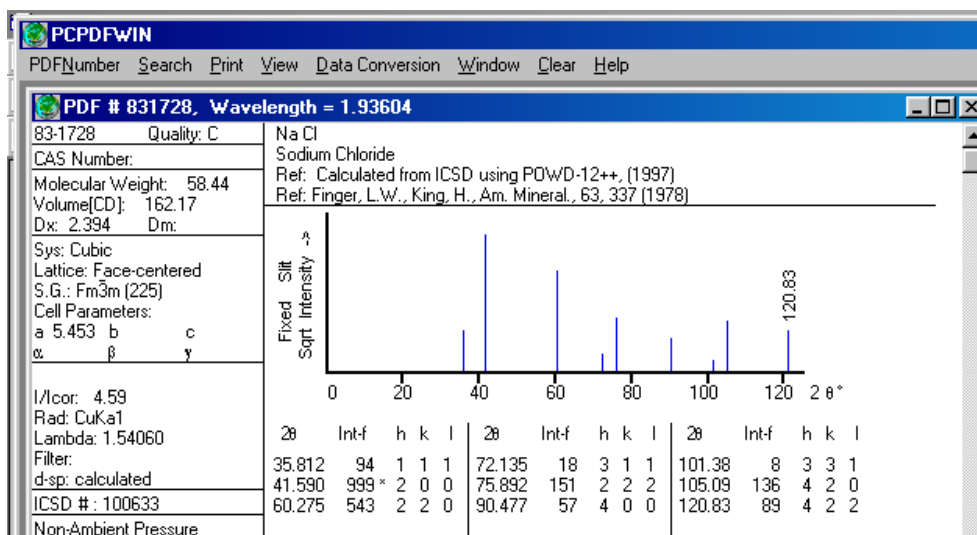 PCPDFWIN
PDFNumber Search Print View Data Conversion Window Clear Help
PDF # 831728, Wavelength = 1.93604
83-1728 Quality: C
CAS Number:
Molecular Weight: 58.44
Volume[CD]: 162.17
Dx: 2.394 Dm:
Sys: Cubic
Lattice: Face-centered
S.G.: Fm3̄m (225)
Cell Parameters:
a 5.453 b c
α β γ
I/Icor: 4.59
Rad: CuKa1
Lambda: 1.54060
Filter:
d-sp: calculated
ICSD # : 100633
Non-Ambient Pressure
Na Cl
Sodium Chloride
Ref: Calculated from ICSD using POWD-12++, (1997)
Ref: Finger, L.W., King, H., Am. Mineral., 63, 337 (1978)
Fixed Slit
Sqrt Intensity ->
120.83
0 20 40 60 80 100 120 2 θ°
2θ Int-f h k l 2θ Int-f h k l 2θ Int-f h k l
35.812 94 1 1 1 72.135 18 3 1 1 101.38 8 3 3 1
41.590 999 * 2 0 0 75.892 151 2 2 2 105.09 136 4 2 0
60.275 543 2 2 0 90.477 57 4 0 0 120.83 89 4 2 2